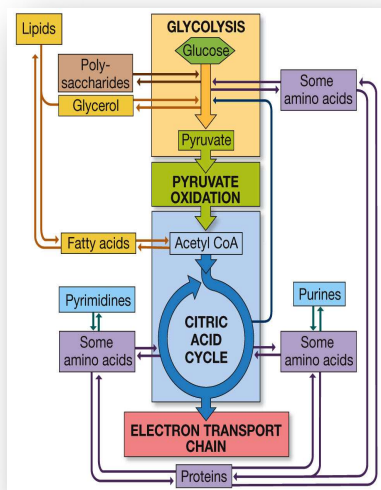 Lipids
GLYCOLYSIS
Glucose
Poly-
saccharides
Glycerol
Some
amino acids
Pyruvate
PYRUVATE
OXIDATION
Fatty acids
Acetyl CoA
Pyrimidines
Purines
Some
amino acids
CITRIC
ACID
CYCLE
Some
amino acids
ELECTRON TRANSPORT
CHAIN
Proteins